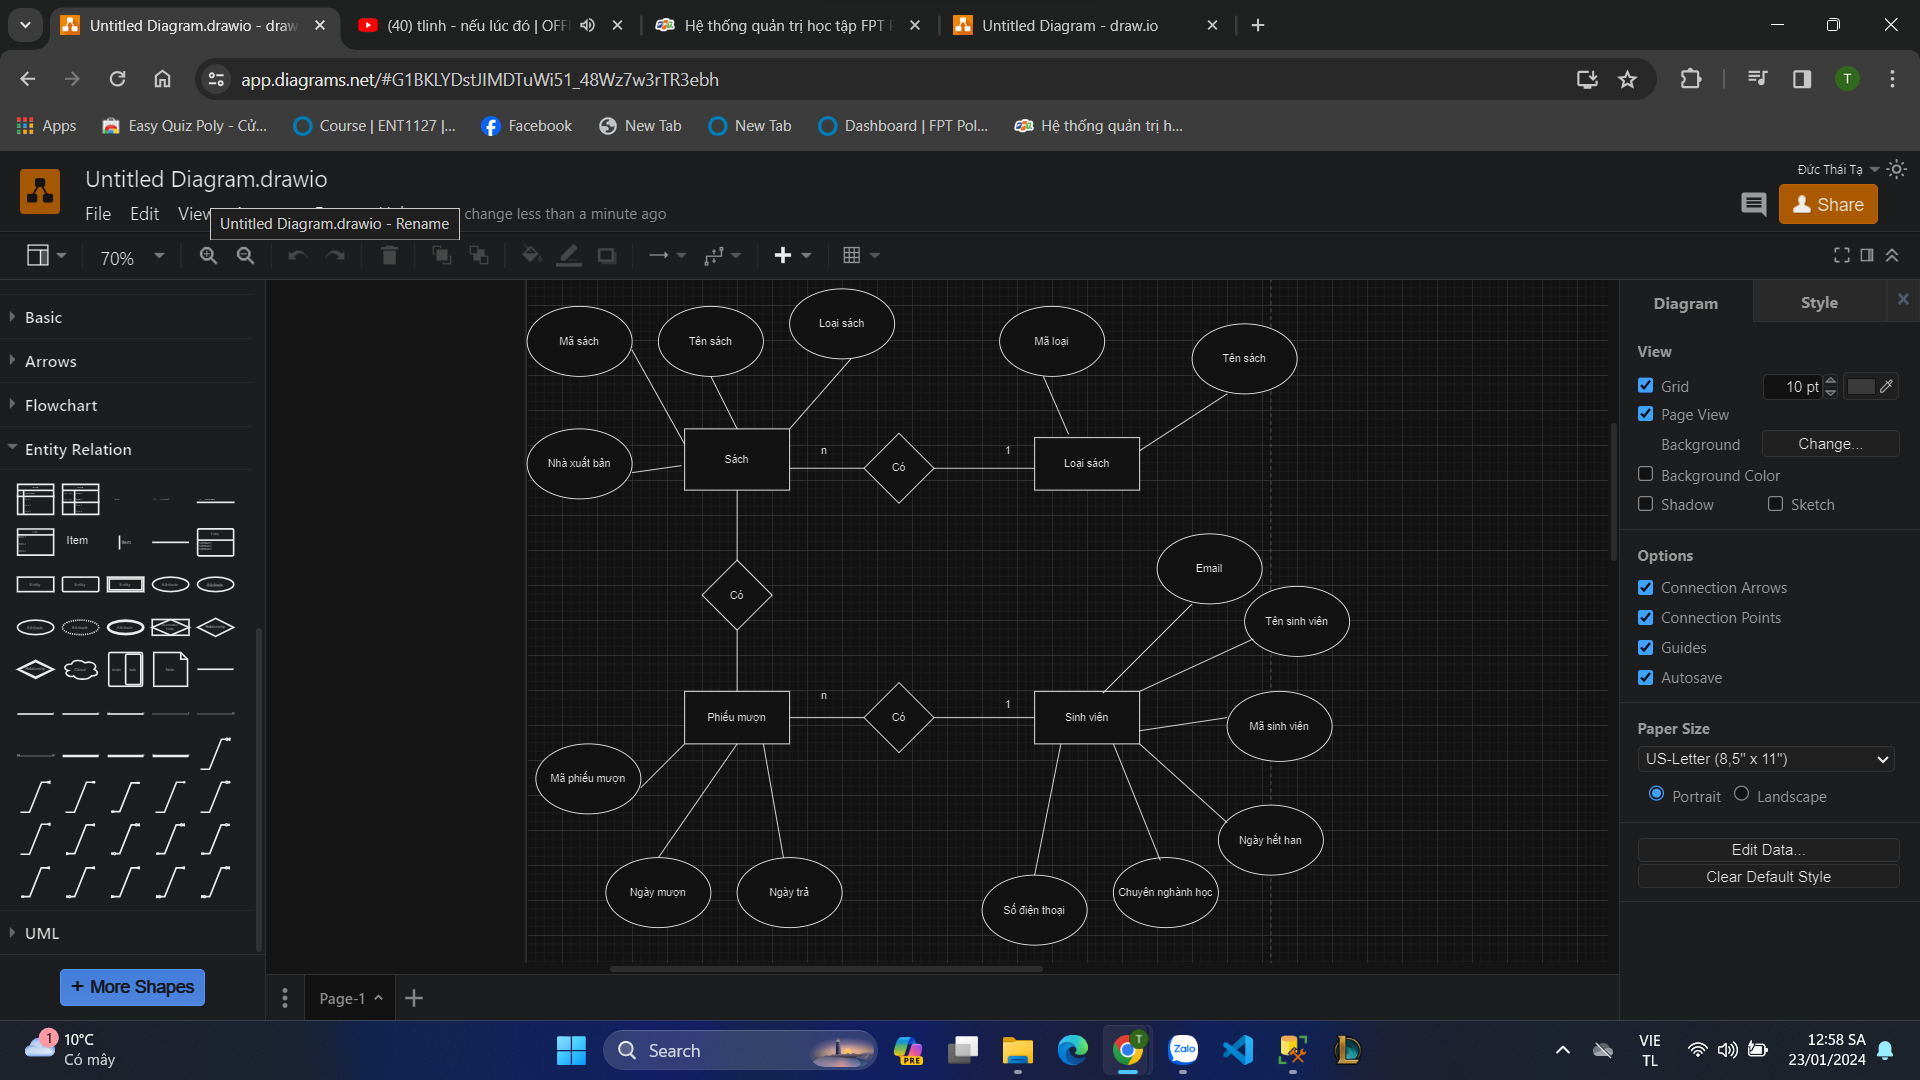 Untitled Diagram.drawio - draw
(40) tlinh - nếu lúc đó | OFFI
Hệ thống quản trị học tập FPT P
Untitled Diagram - draw.io
app.diagrams.net/#G1BKLYDstJIMDTuWi51_48Wz7w3rTR3ebh
T
Apps
Easy Quiz Poly - Cử...
Course | ENT1127 |...
Facebook
New Tab
New Tab
Dashboard | FPT Pol...
Hệ thống quản trị h...
Untitled Diagram.drawio
Đức Thái Tạ
File
Edit
View
change less than a minute ago
Share
Untitled Diagram.drawio - Rename
70%
Basic
Arrows
Flowchart
Entity Relation
Item
UML
+ More Shapes
Mã sách
Tên sách
Loại sách
Mã loại
Tên sách
Nhà xuất bản
Sách
n
Có
1
Loại sách
Có
Email
Tên sinh viên
Phiếu mượn
n
Có
1
Sinh viên
Mã sinh viên
Mã phiếu mượn
Ngày hết han
Ngày mượn
Ngày trả
Số điện thoại
Chuyên nghành học
Page-1
Diagram
Style
View
Grid
10 pt
Page View
Background
Change...
Background Color
Shadow
Sketch
Options
Connection Arrows
Connection Points
Guides
Autosave
Paper Size
US-Letter (8,5" x 11")
Portrait
Landscape
Edit Data...
Clear Default Style
1
10°C
Có mây
Search
PRE
T
Zalo
VIE
TL
12:58 SA
23/01/2024